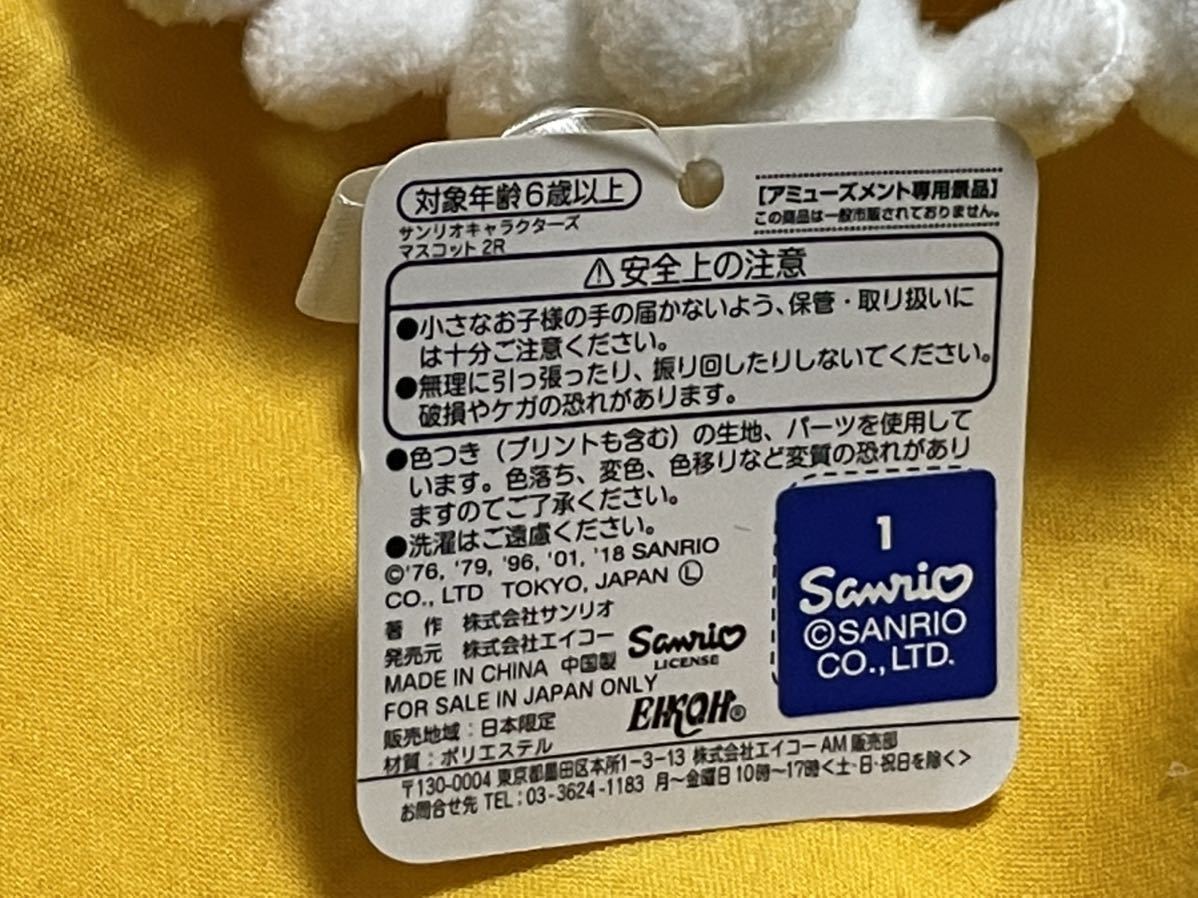 対象年齢6歳以上
サンリオキャラクターズ
マスコット 2R
【アミューズメント専用景品】
この商品は一般市販されておりません。
⚠安全上の注意
●小さなお子様の手の届かないよう、保管・取り扱いに
は十分ご注意ください。
●無理に引っ張ったり、振り回したりしないでください。
破損やケガの恐れがあります。
●色つき（プリントも含む）の生地、パーツを使用して
います。色落ち、変色、色移りなど変質の恐れがあり
ますのでご了承ください。
●洗濯はご遠慮ください。
©'76, '79, '96, '01, '18 SANRIO
CO., LTD TOKYO, JAPAN Ⓛ
著 作 株式会社サンリオ
発売元 株式会社エイコー
MADE IN CHINA 中国製
FOR SALE IN JAPAN ONLY
販売地域：日本限定
材質：ポリエステル
Sanrio
LICENSE
EIKOH®
1
Sanrio
©SANRIO
CO., LTD.
〒130-0004 東京都墨田区本所1-3-13 株式会社エイコー AM 販売部
お問合せ先 TEL：03-3624-1183 月〜金曜日 10時〜17時＜土・日・祝日を除く＞